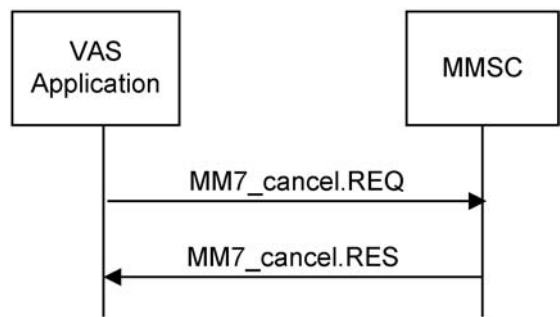 VAS
Application
MMSC
MM7_cancel.REQ
MM7_cancel.RES